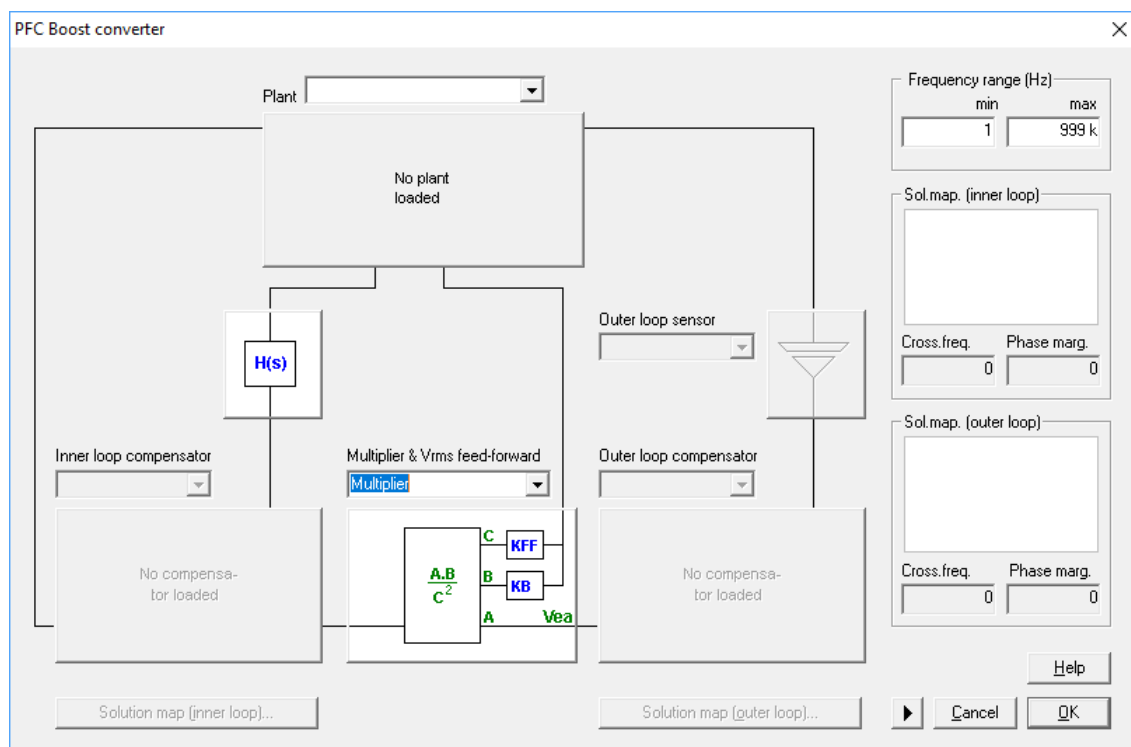 PFC Boost converter
Plant
No plant
loaded
Frequency range (Hz)
min
max
1
999 k
Sol.map. (inner loop)
Cross.freq.
Phase marg.
0
0
H(s)
Outer loop sensor
Inner loop compensator
Multiplier & Vrms feed-forward
Multiplier
Outer loop compensator
Sol.map. (outer loop)
Cross.freq.
Phase marg.
0
0
No compensa-
tor loaded
A.B
C2
C
KFF
B
KB
A
Vea
No compensa-
tor loaded
Solution map (inner loop)...
Solution map (outer loop)...
Help
Cancel
OK